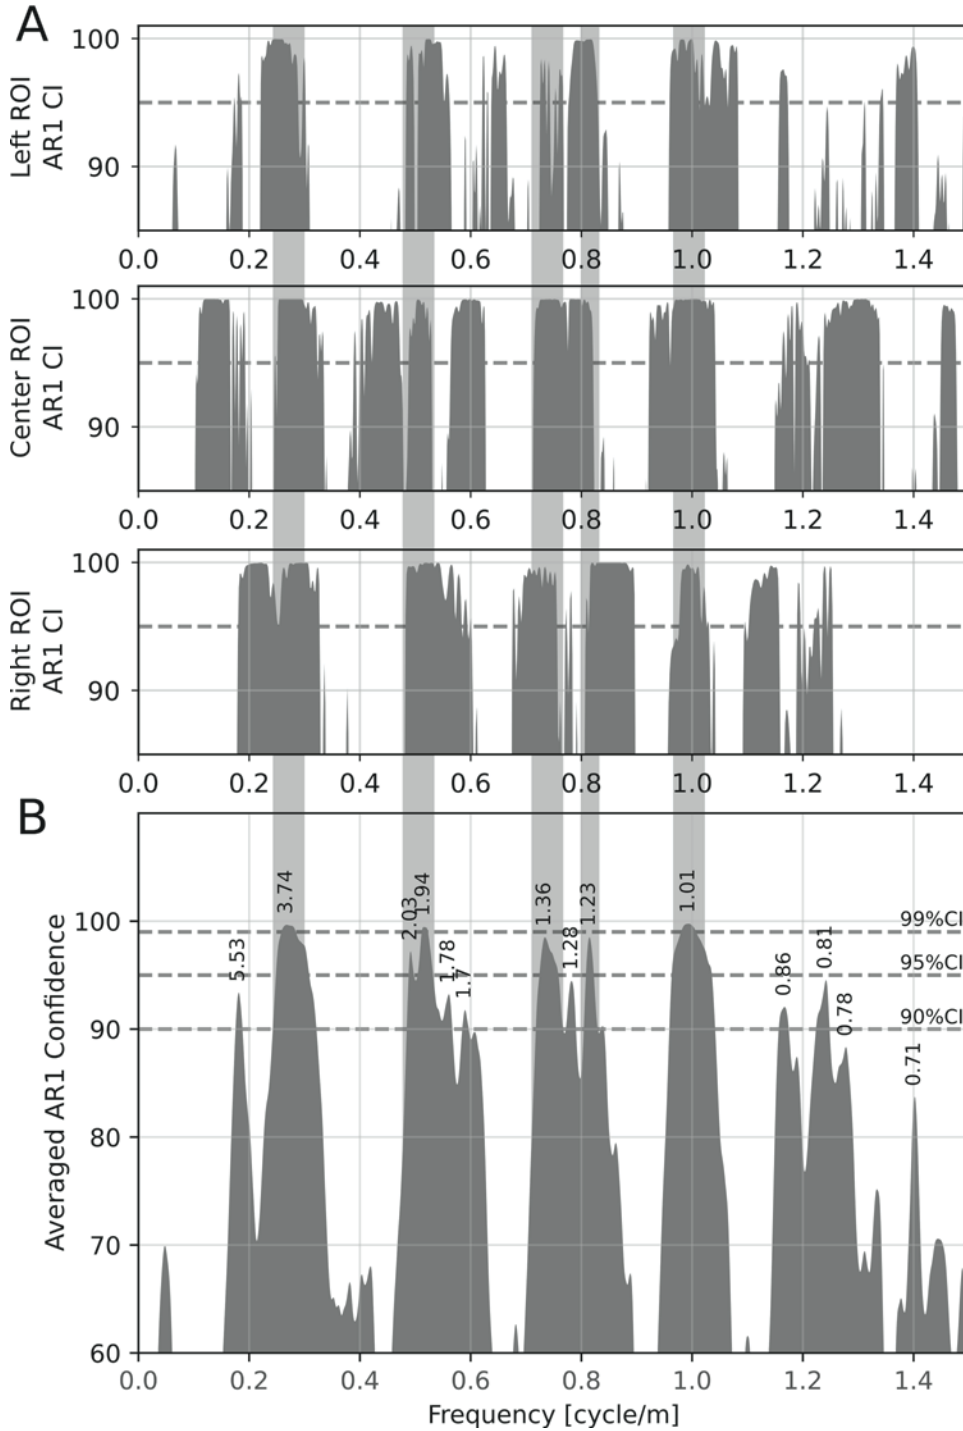 A
Left ROI
AR1 CI
100
90
0.0 0.2 0.4 0.6 0.8 1.0 1.2 1.4
Center ROI
AR1 CI
100
90
0.0 0.2 0.4 0.6 0.8 1.0 1.2 1.4
Right ROI
AR1 CI
100
90
0.0 0.2 0.4 0.6 0.8 1.0 1.2 1.4
B
Averaged AR1 Confidence
100
90
80
70
60
5.53
3.74
2.03
1.94
1.78
1.7
1.36
1.28
1.23
1.01
0.86
0.81
0.78
0.71
99%CI
95%CI
90%CI
0.0 0.2 0.4 0.6 0.8 1.0 1.2 1.4
Frequency [cycle/m]